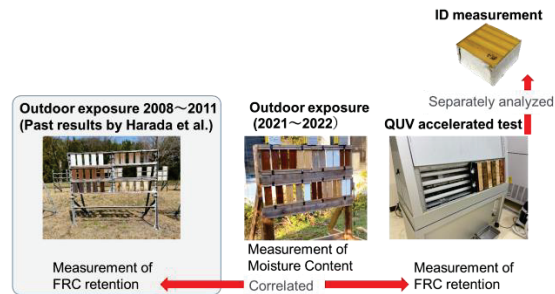 ID measurement
Separately analyzed
Outdoor exposure 2008～2011
(Past results by Harada et al.)
Outdoor exposure
(2021～2022）
QUV accelerated test
Measurement of
FRC retention
Measurement of
Moisture Content
Correlated
Measurement of
FRC retention